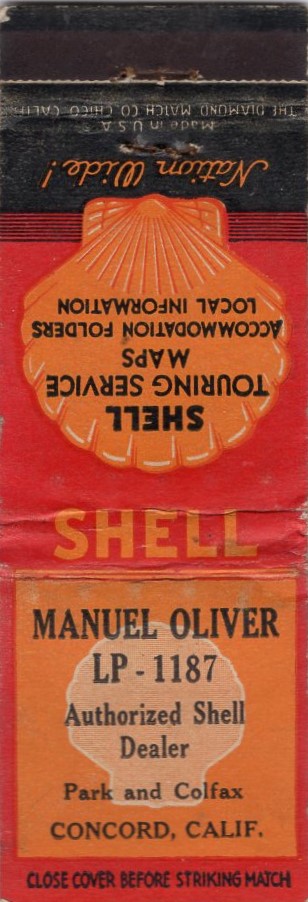 SHELL
TOURING SERVICE
MAPS
ACCOMMODATION FOLDERS
LOCAL INFORMATION
Nation Wide!
Made in U.S.A.
THE DIAMOND MATCH CO CHICO CALIF
SHELL
MANUEL OLIVER
LP - 1187
Authorized Shell
Dealer
Park and Colfax
CONCORD, CALIF.
CLOSE COVER BEFORE STRIKING MATCH